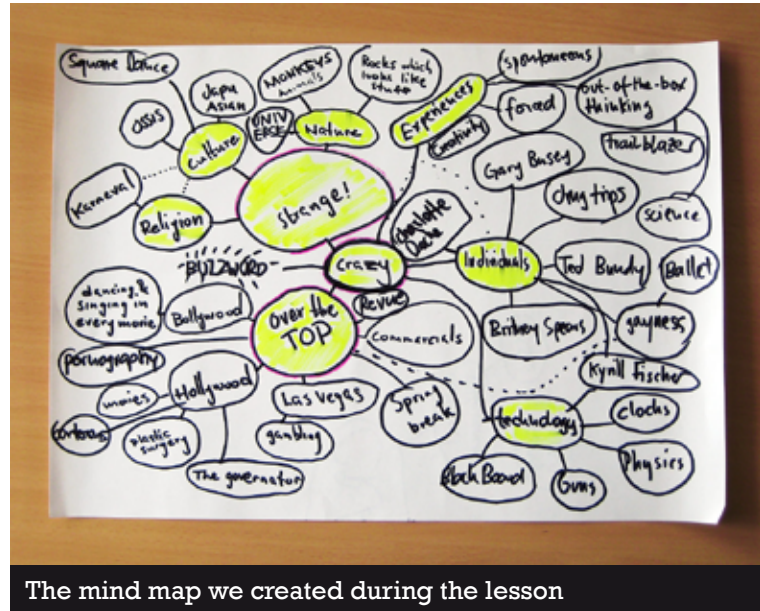 Square Dance
Ossis
Japan
Asian
Culture
Karneval
Religion
MONKEYS
Animals
UNIV
ERSE
Nature
Rocks which
looks like
stuff
strange!
Experiences
Creativity
spontaneous
forced
out-of-the-box
thinking
trailblazer
science
Charlotte
crazy
BUZZWORD
Individuals
Gary Busey
drug trips
Ted Bundy
Britney Spears
Ballet
gayness
Kyrill Fischer
technology
clocks
Physics
Guns
Black Board
over the
TOP
Revue
commercials
Spring
break
Las Vegas
gambling
Bollywood
dancing &
singing in
every movie
pornography
Hollywood
movies
plastic
surgery
The governator
The mind map we created during the lesson